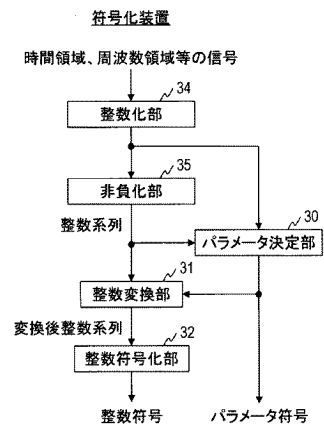 符号化装置
時間領域、周波数領域等の信号
34
整数化部
35
非負化部
整数系列
30
パラメータ決定部
31
整数変換部
変換後整数系列
32
整数符号化部
整数符号
パラメータ符号